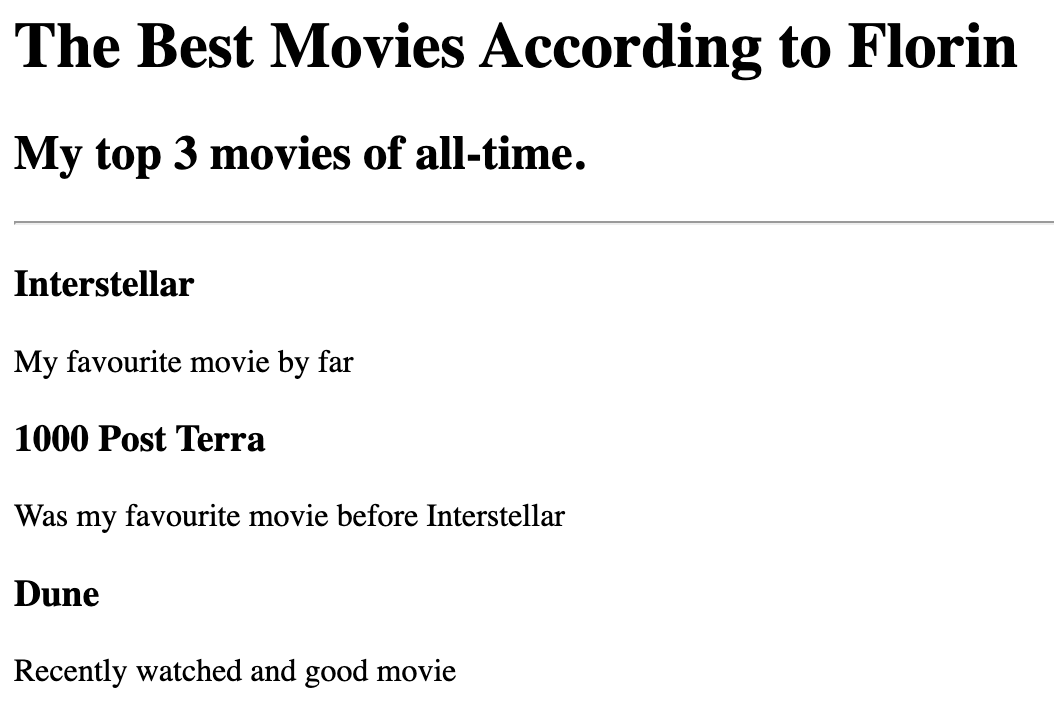 The Best Movies According to Florin
My top 3 movies of all-time.
Interstellar
My favourite movie by far
1000 Post Terra
Was my favourite movie before Interstellar
Dune
Recently watched and good movie